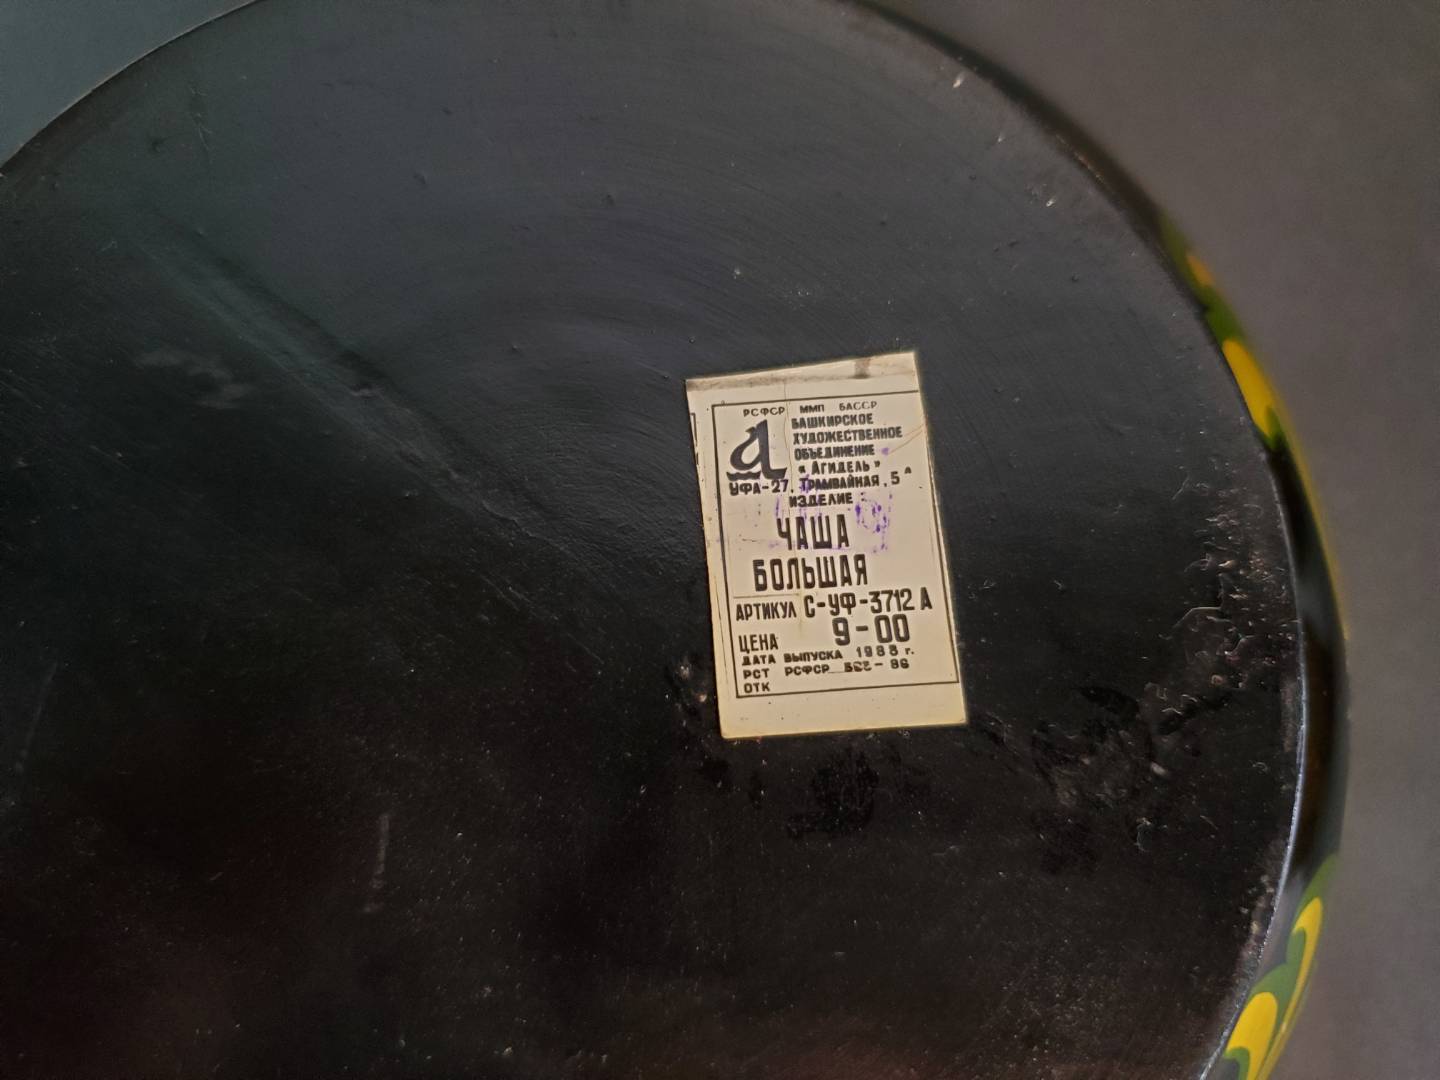 РСФСР ММП БАССР
БАШКИРСКОЕ
ХУДОЖЕСТВЕННОЕ
ОБЪЕДИНЕНИЕ
« АГИДЕЛЬ »
УФА-27, ТРАМВАЙНАЯ, 5 А
ИЗДЕЛИЕ
ЧАША
БОЛЬШАЯ
АРТИКУЛ С-УФ-3712 А
ЦЕНА 9-00
ДАТА ВЫПУСКА 1988 г.
РСТ РСФСР
ОТК